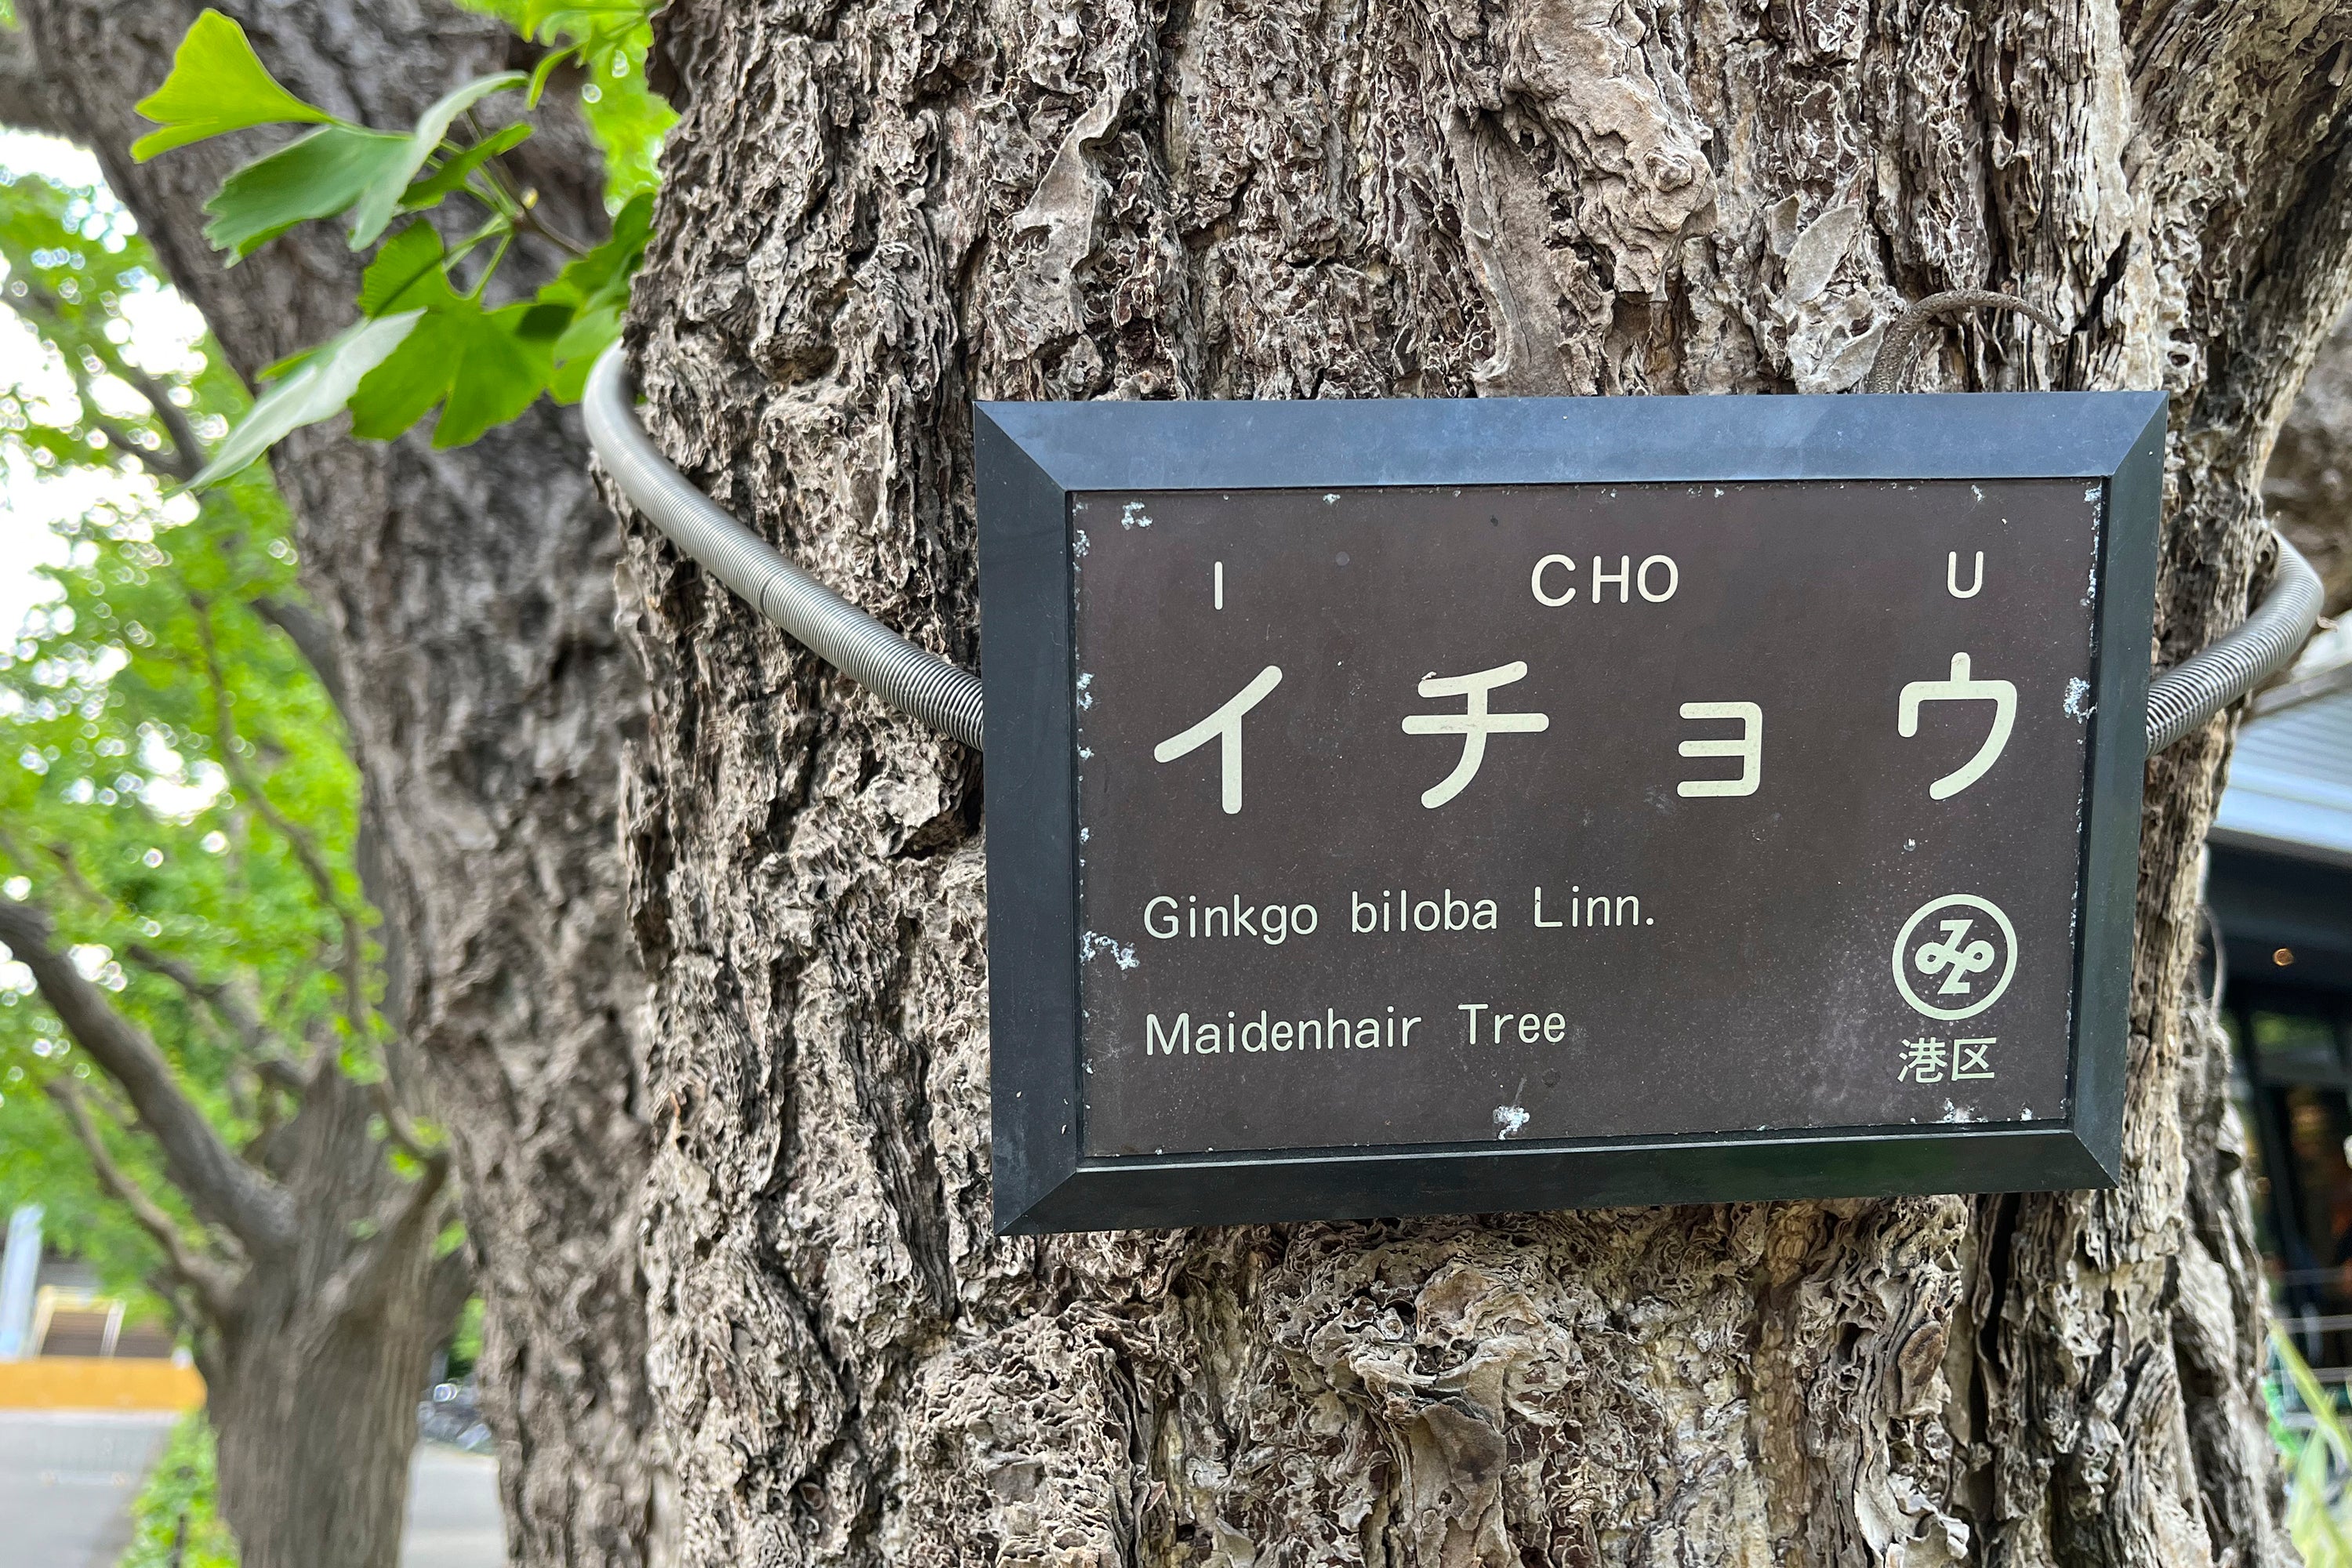 I CHO U
イチョウ
Ginkgo biloba Linn.
Maidenhair Tree
港区